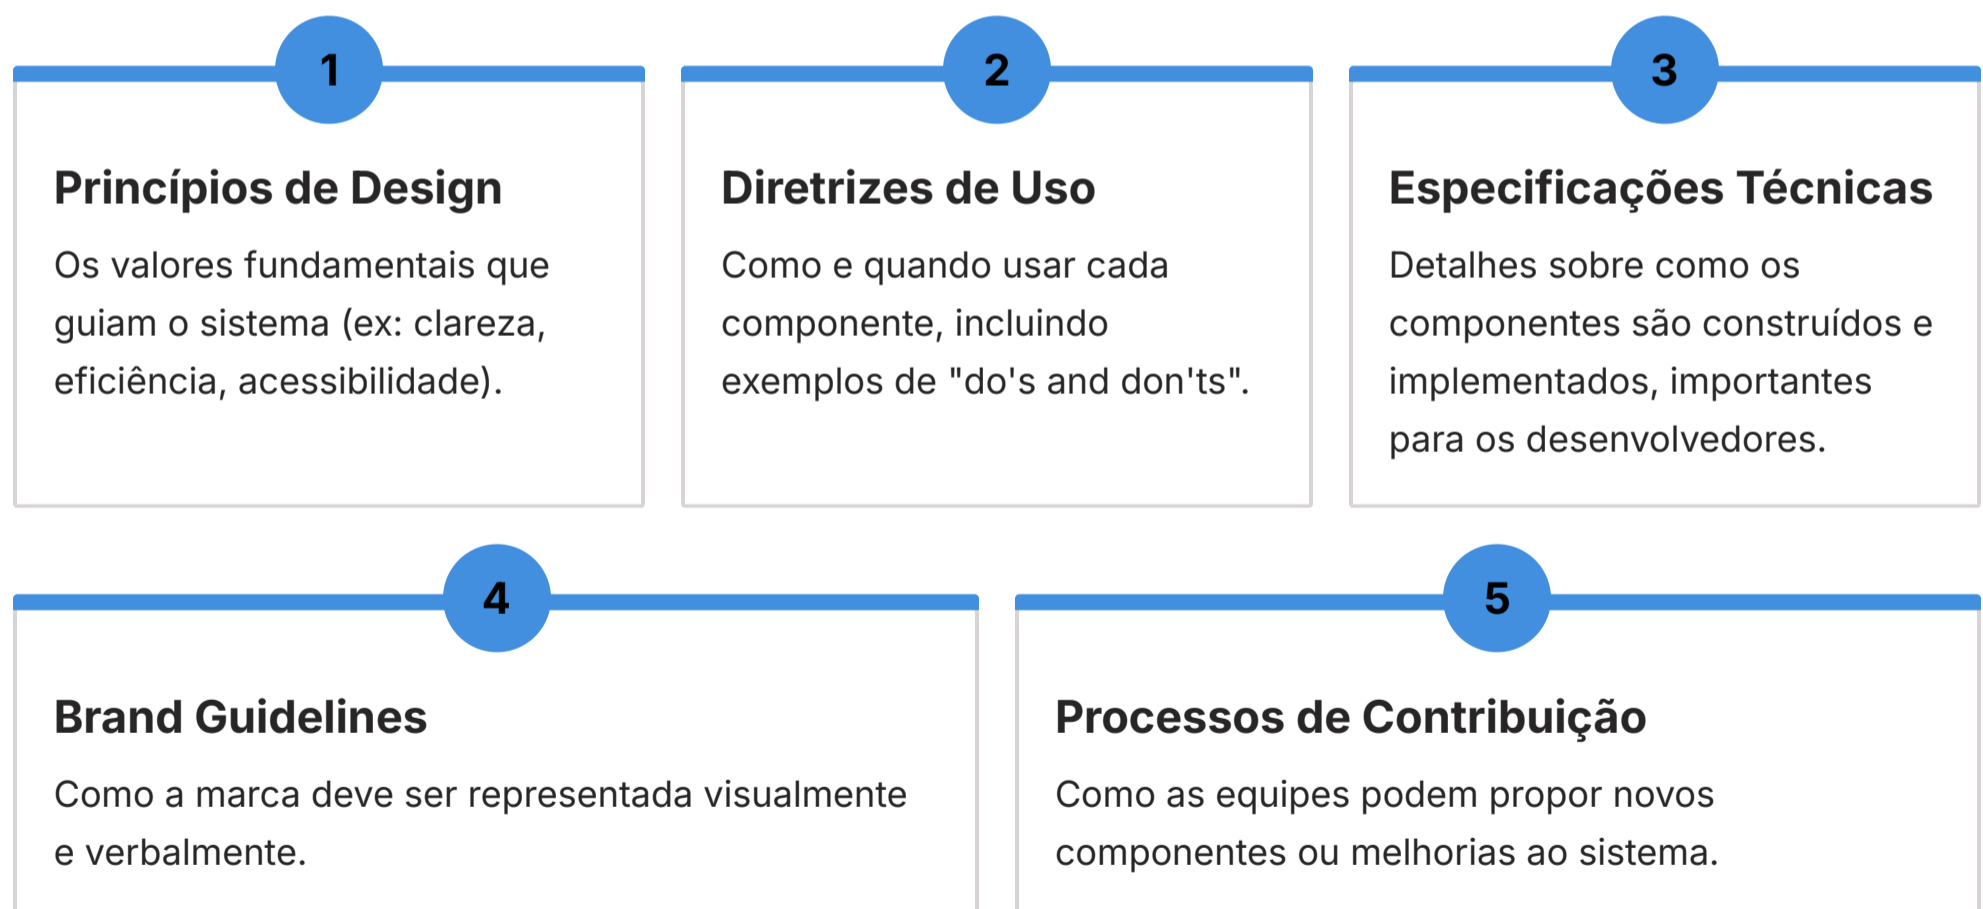 1
Princípios de Design
Os valores fundamentais que
guiam o sistema (ex: clareza,
eficiência, acessibilidade).
2
Diretrizes de Uso
Como e quando usar cada
componente, incluindo
exemplos de "do's and don'ts".
3
Especificações Técnicas
Detalhes sobre como os
componentes são construídos e
implementados, importantes
para os desenvolvedores.
4
Brand Guidelines
Como a marca deve ser representada visualmente
e verbalmente.
5
Processos de Contribuição
Como as equipes podem propor novos
componentes ou melhorias ao sistema.